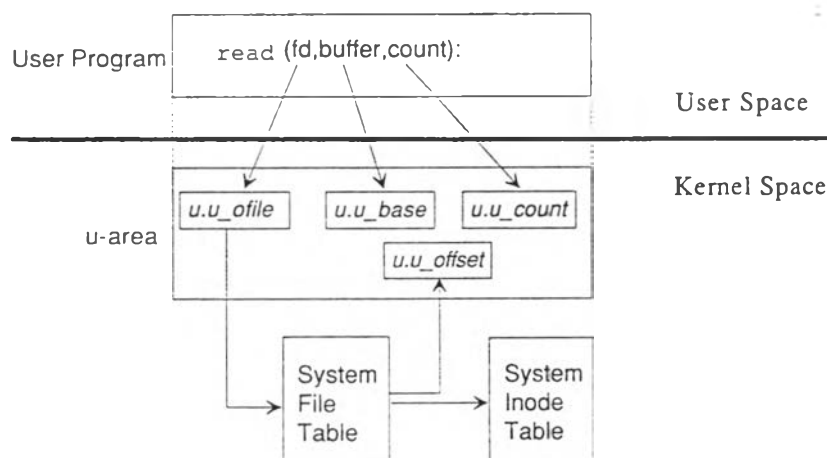 User Program
read (fd,buffer,count):
User Space
Kernel Space
u.u_ofile
u.u_base
u.u_count
u-area
u.u_offset
System
File
Table
System
Inode
Table